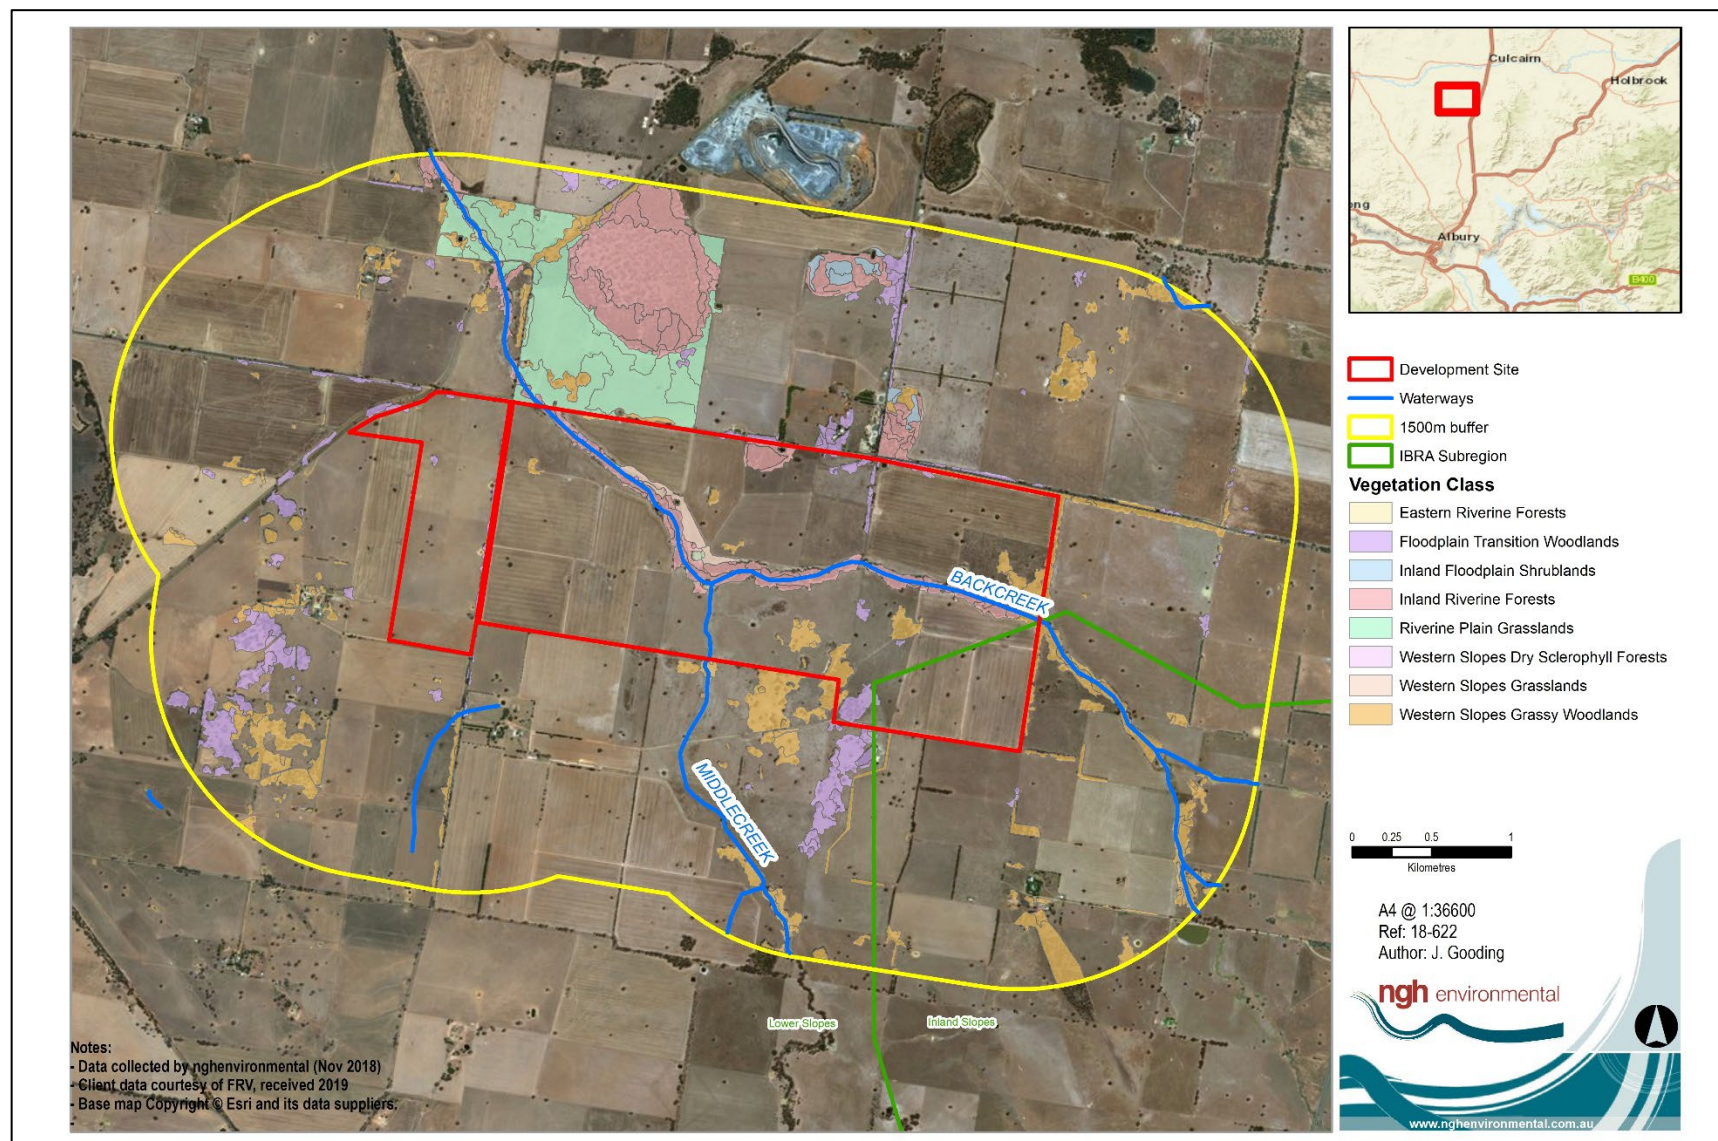 BACKCREEK
MIDDLECREEK
Lower Slopes
Inland Slopes
Notes:
- Data collected by nghenvironmental (Nov 2018)
- Client data courtesy of FRV, received 2019
- Base map Copyright © Esri and its data suppliers.
-
Culcairn
Holbrook
ong
Albury
B400
Development Site
Waterways
1500m buffer
IBRA Subregion
Vegetation Class
Eastern Riverine Forests
Floodplain Transition Woodlands
Inland Floodplain Shrublands
Inland Riverine Forests
Riverine Plain Grasslands
Western Slopes Dry Sclerophyll Forests
Western Slopes Grasslands
Western Slopes Grassy Woodlands
0 0.25 0.5 1
Kilometres
A4 @ 1:36600
Ref: 18-622
Author: J. Gooding
ngh environmental
www.nghenvironmental.com.au